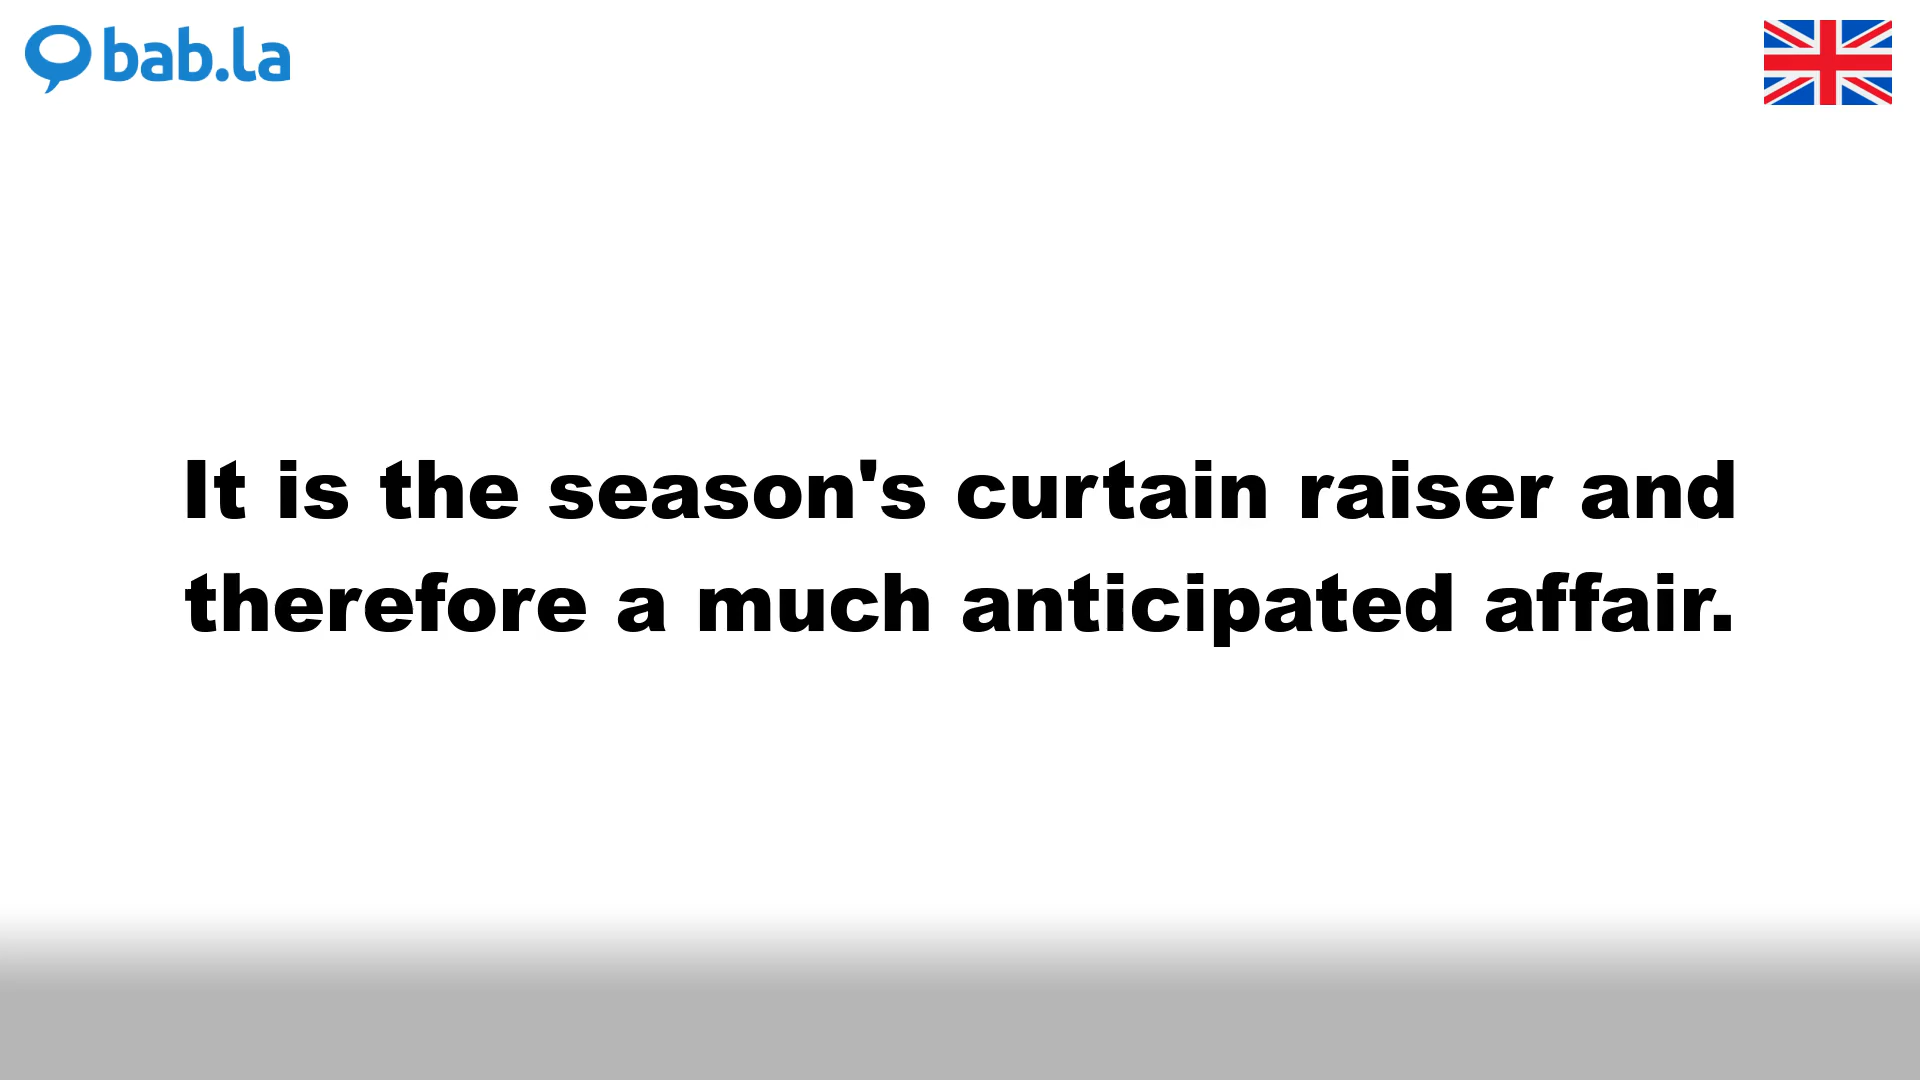 bab.la
It is the season's curtain raiser and
therefore a much anticipated affair.